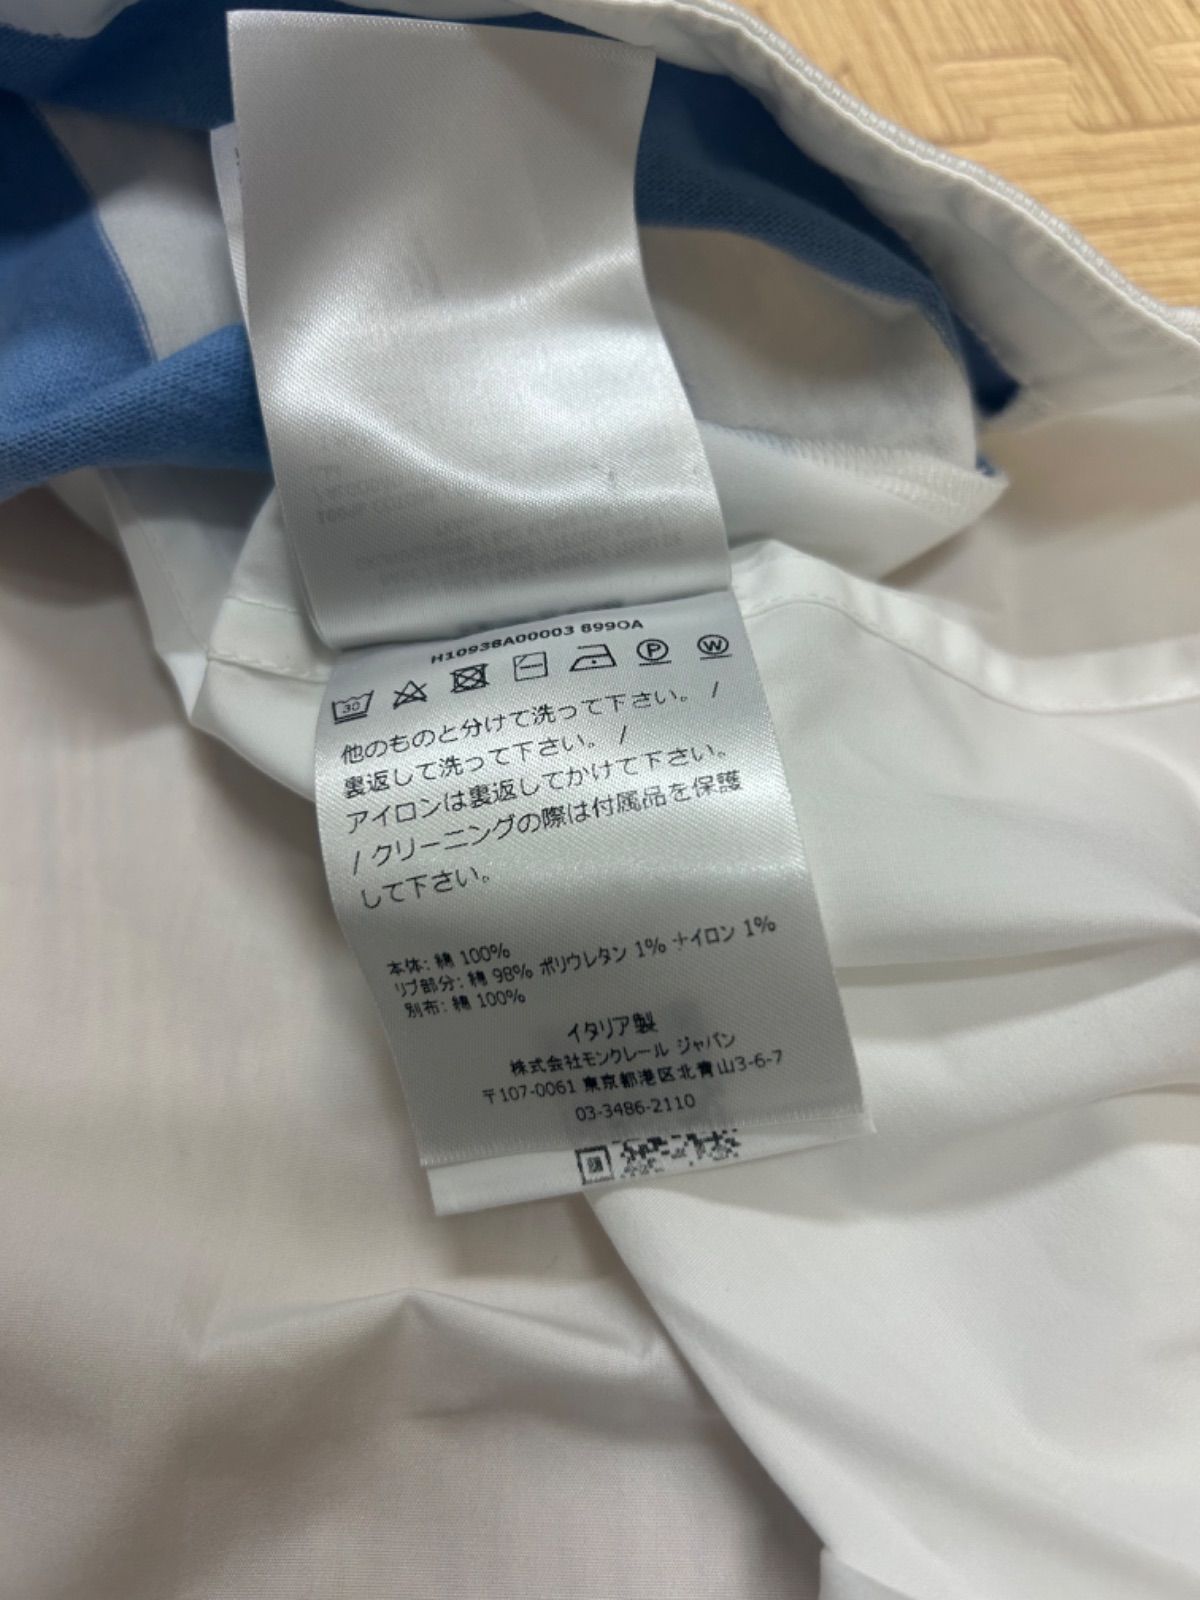 H10938A00003 899OA
30 P W
他のものと分けて洗って下さい。 /
裏返して洗って下さい。 /
アイロンは裏返してかけて下さい。
/ クリーニングの際は付属品を保護
して下さい。
本体: 綿 100%
リブ部分: 綿 98% ポリウレタン 1% ナイロン 1%
別布: 綿 100%
イタリア製
株式会社モンクレール ジャパン
〒107-0061 東京都港区北青山3-6-7
03-3486-2110